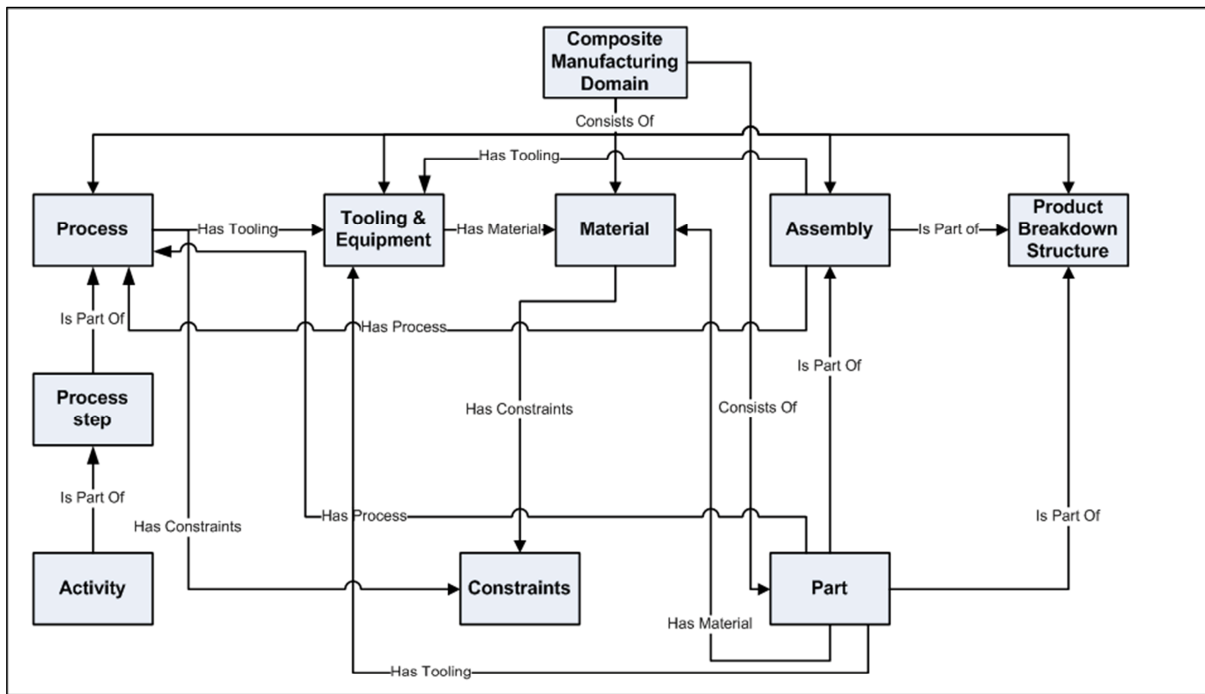 Composite
Manufacturing
Domain
Consists Of
Has Tooling
Process
Has Tooling
Tooling &
Equipment
Has Material
Material
Assembly
Is Part of
Product
Breakdown
Structure
Is Part Of
Has Process
Is Part Of
Process
step
Has Constraints
Consists Of
Is Part Of
Has Constraints
Has Process
Is Part Of
Activity
Constraints
Part
Has Material
Has Tooling